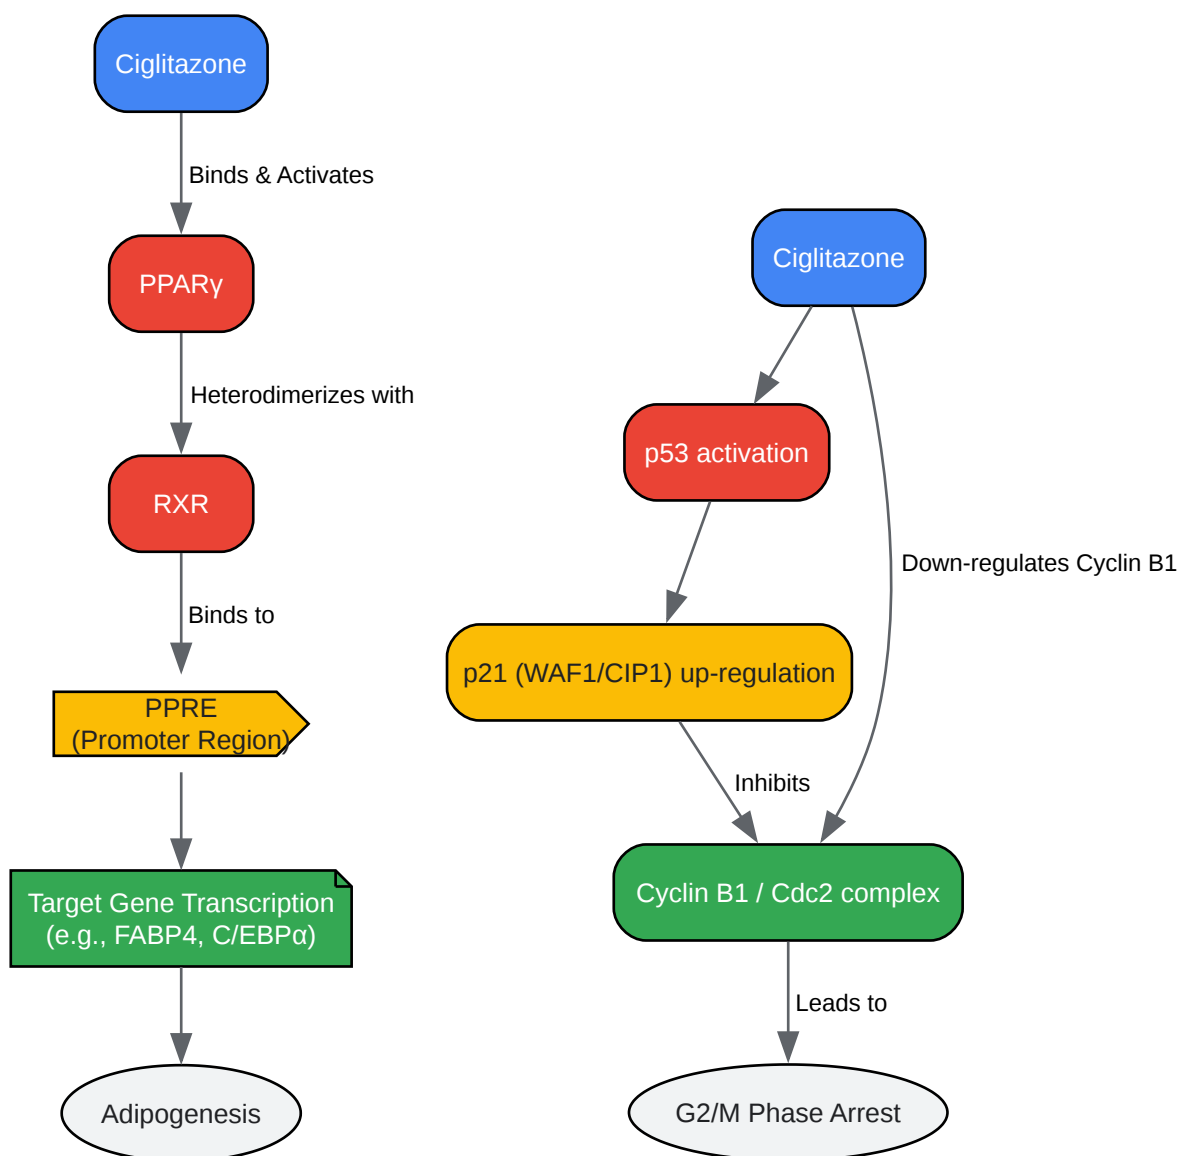 Ciglitazone
Binds & Activates
PPARγ
Heterodimerizes with
RXR
Binds to
PPRE
(Promoter Region)
Target Gene Transcription
(e.g., FABP4, C/EBPα)
Adipogenesis
Ciglitazone
p53 activation
Down-regulates Cyclin B1
p21 (WAF1/CIP1) up-regulation
Inhibits
Cyclin B1 / Cdc2 complex
Leads to
G2/M Phase Arrest